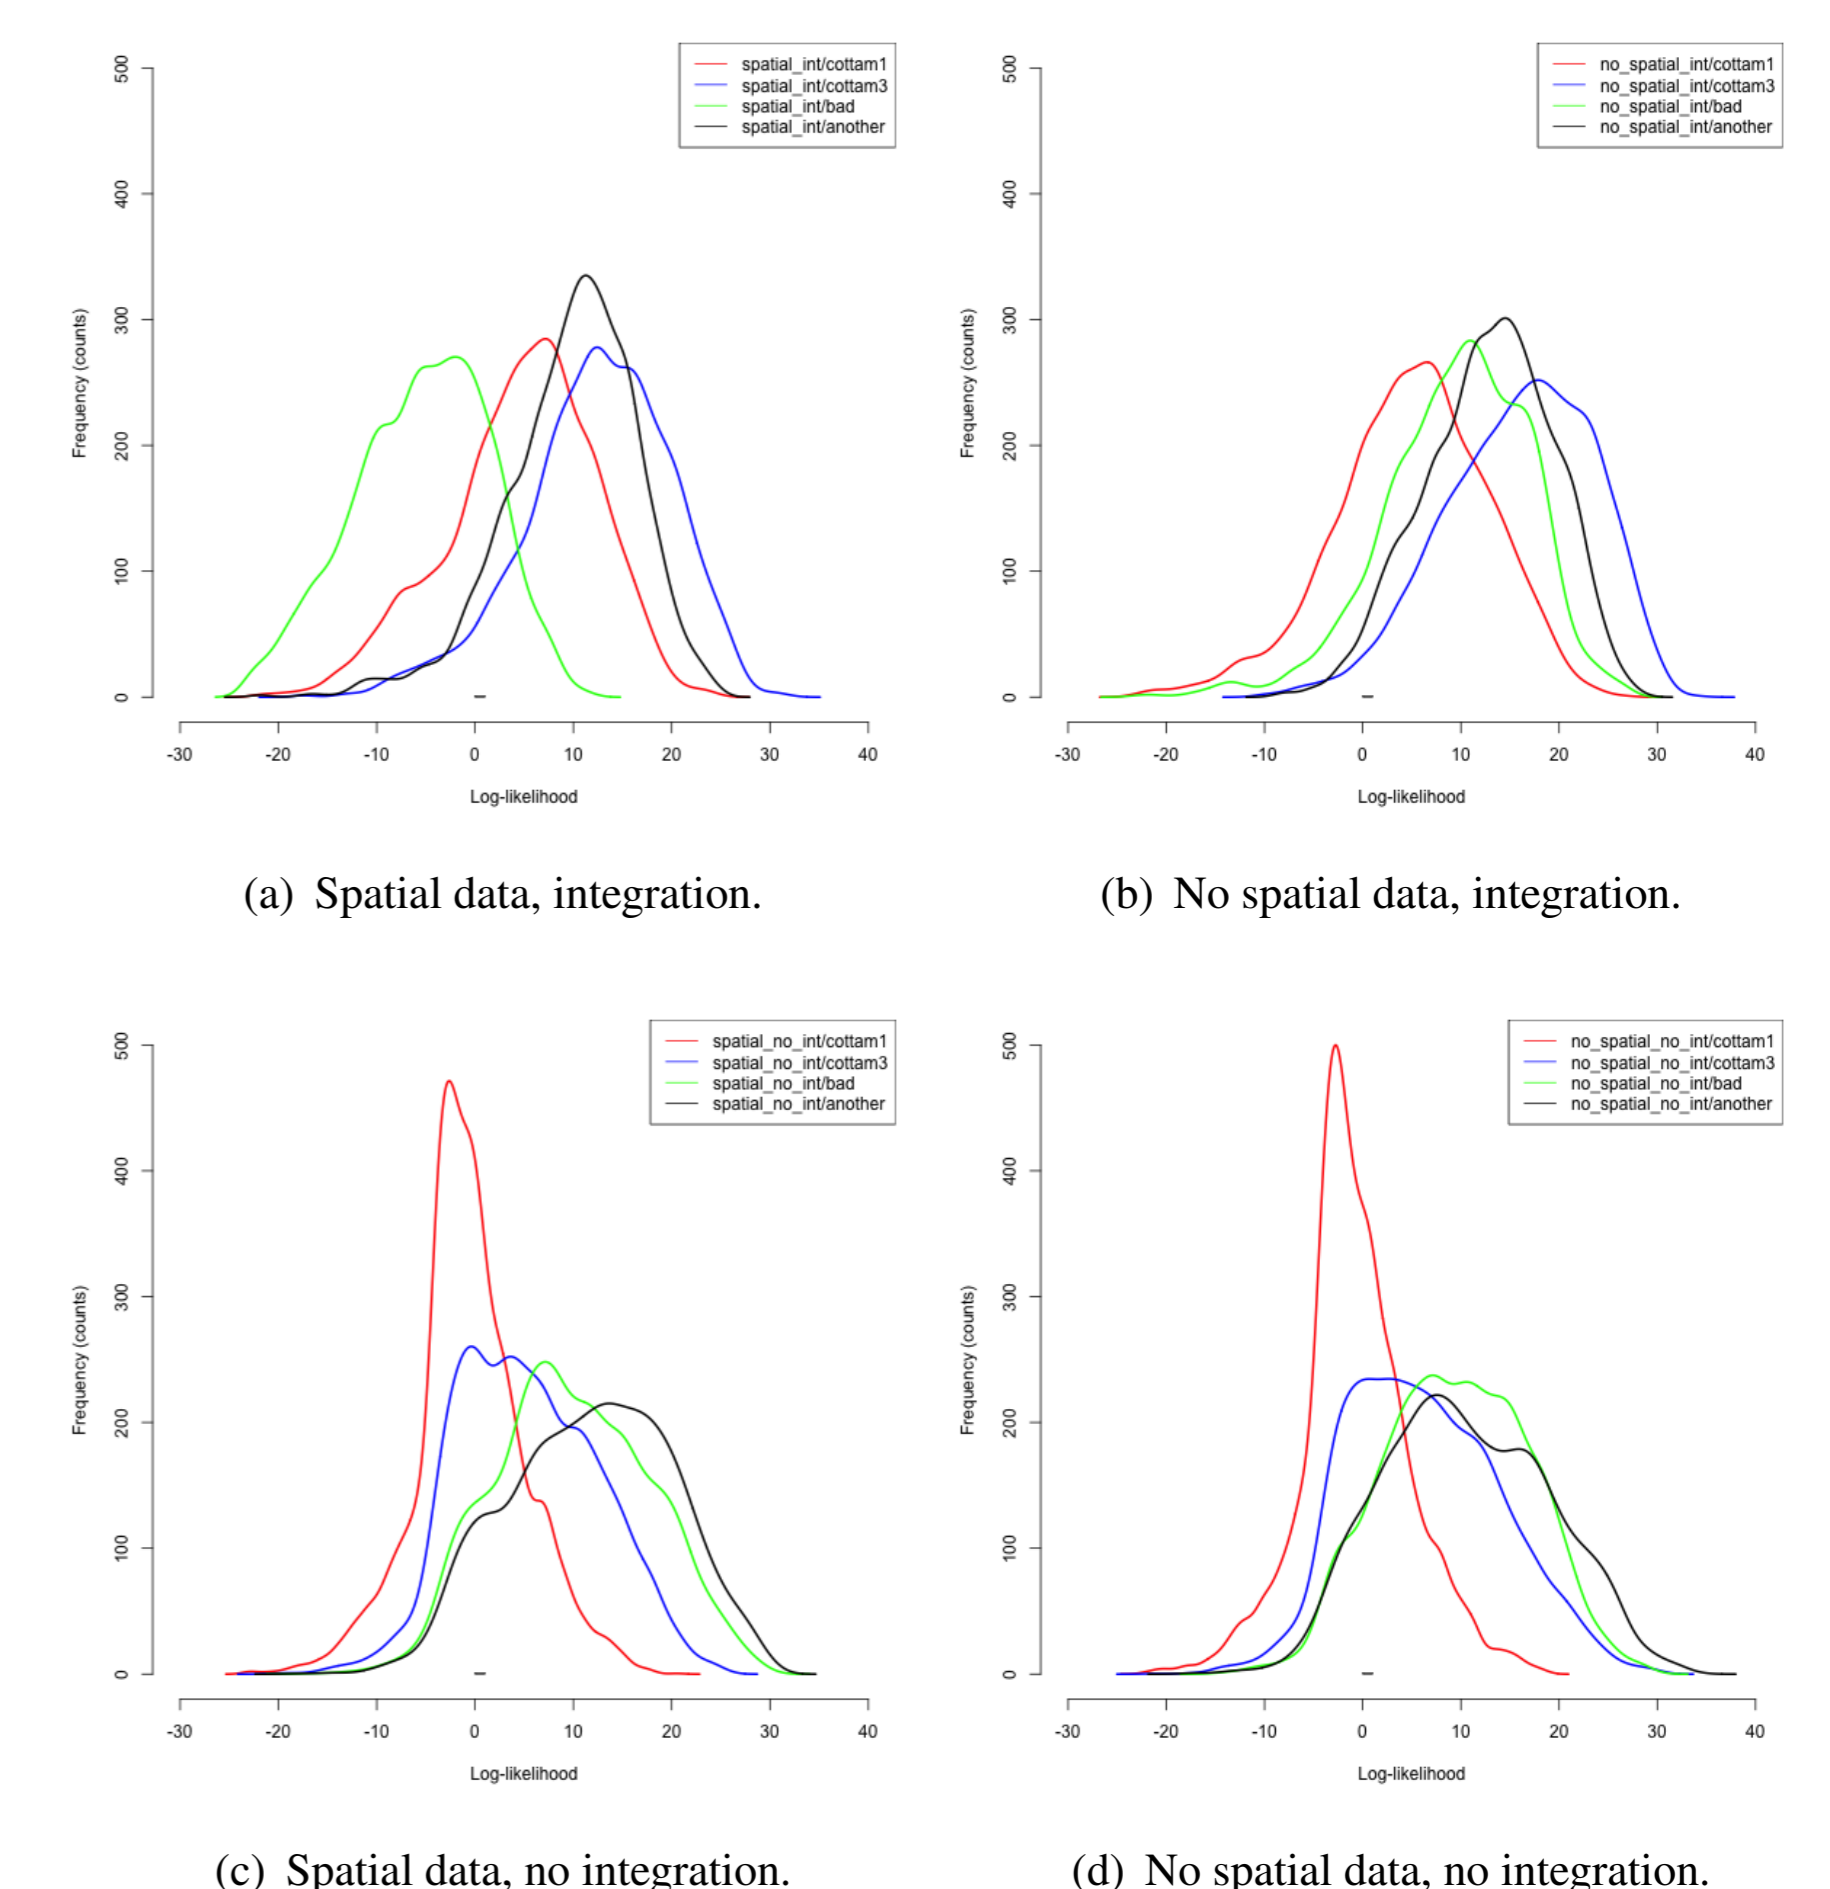 spatial_int/cottam1
spatial_int/cottam3
spatial_int/bad
spatial_int/another
500
400
300
200
100
0
Frequency (counts)
-30 -20 -10 0 10 20 30 40
Log-likelihood
(a) Spatial data, integration.
no_spatial_int/cottam1
no_spatial_int/cottam3
no_spatial_int/bad
no_spatial_int/another
500
400
300
200
100
0
Frequency (counts)
-30 -20 -10 0 10 20 30 40
Log-likelihood
(b) No spatial data, integration.
spatial_no_int/cottam1
spatial_no_int/cottam3
spatial_no_int/bad
spatial_no_int/another
500
400
300
200
100
0
Frequency (counts)
-30 -20 -10 0 10 20 30 40
Log-likelihood
(c) Spatial data, no integration.
no_spatial_no_int/cottam1
no_spatial_no_int/cottam3
no_spatial_no_int/bad
no_spatial_no_int/another
500
400
300
200
100
0
Frequency (counts)
-30 -20 -10 0 10 20 30 40
Log-likelihood
(d) No spatial data, no integration.